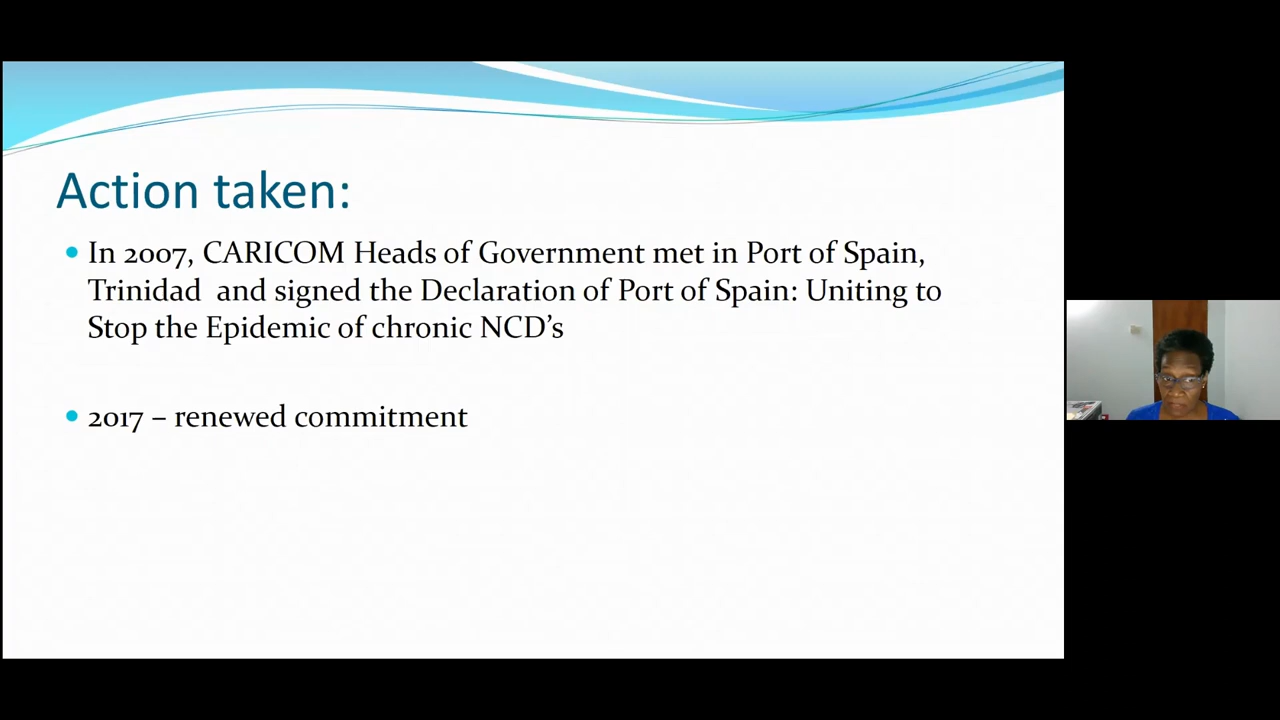 Action taken:
In 2007, CARICOM Heads of Government met in Port of Spain,
Trinidad and signed the Declaration of Port of Spain: Uniting to
Stop the Epidemic of chronic NCD’s
2017 – renewed commitment